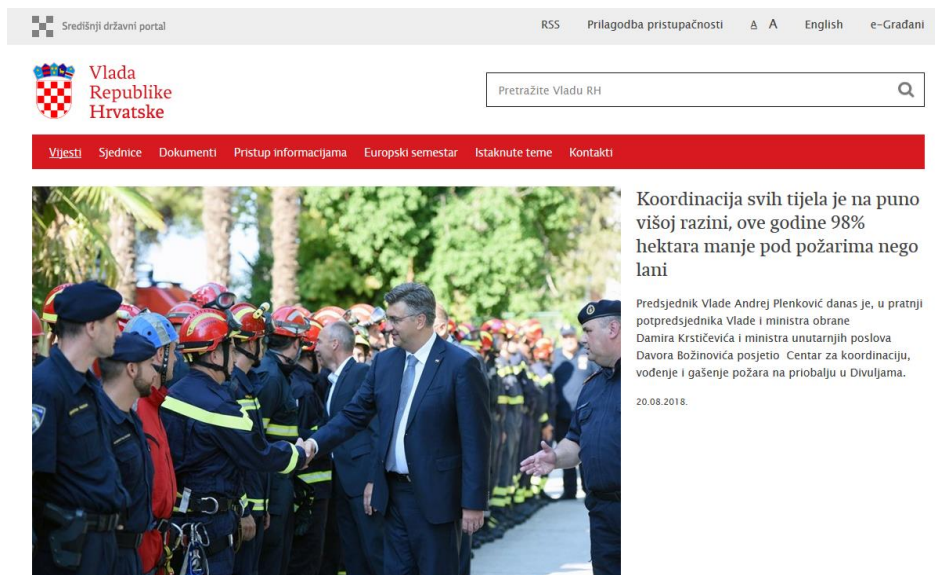 Središnji državni portal
RSS Prilagodba pristupačnosti A A English e-Građani
Vlada
Republike
Hrvatske
Pretražite Vladu RH
Vijesti Sjednice Dokumenti Pristup informacijama Europski semestar Istaknute teme Kontakti
Koordinacija svih tijela je na puno
višoj razini, ove godine 98%
hektara manje pod požarima nego
lani
Predsjednik Vlade Andrej Plenković danas je, u pratnji
potpredsjednika Vlade i ministra obrane
Damira Krstičevića i ministra unutarnjih poslova
Davora Božinovića posjetio Centar za koordinaciju,
vođenje i gašenje požara na priobalju u Divuljama.
20.08.2018.